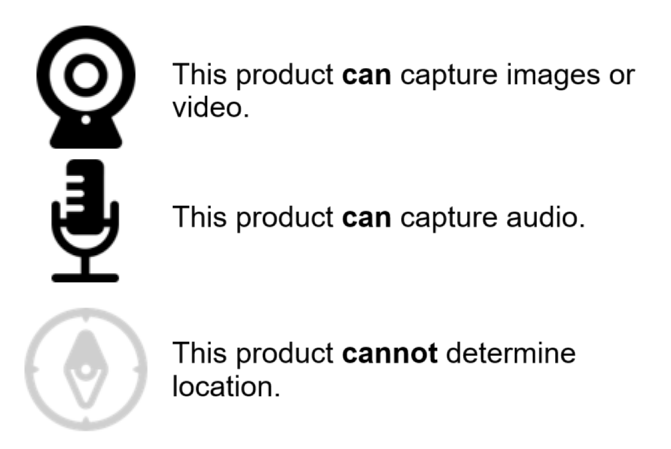 This product can capture images or
video.
This product can capture audio.
This product cannot determine
location.